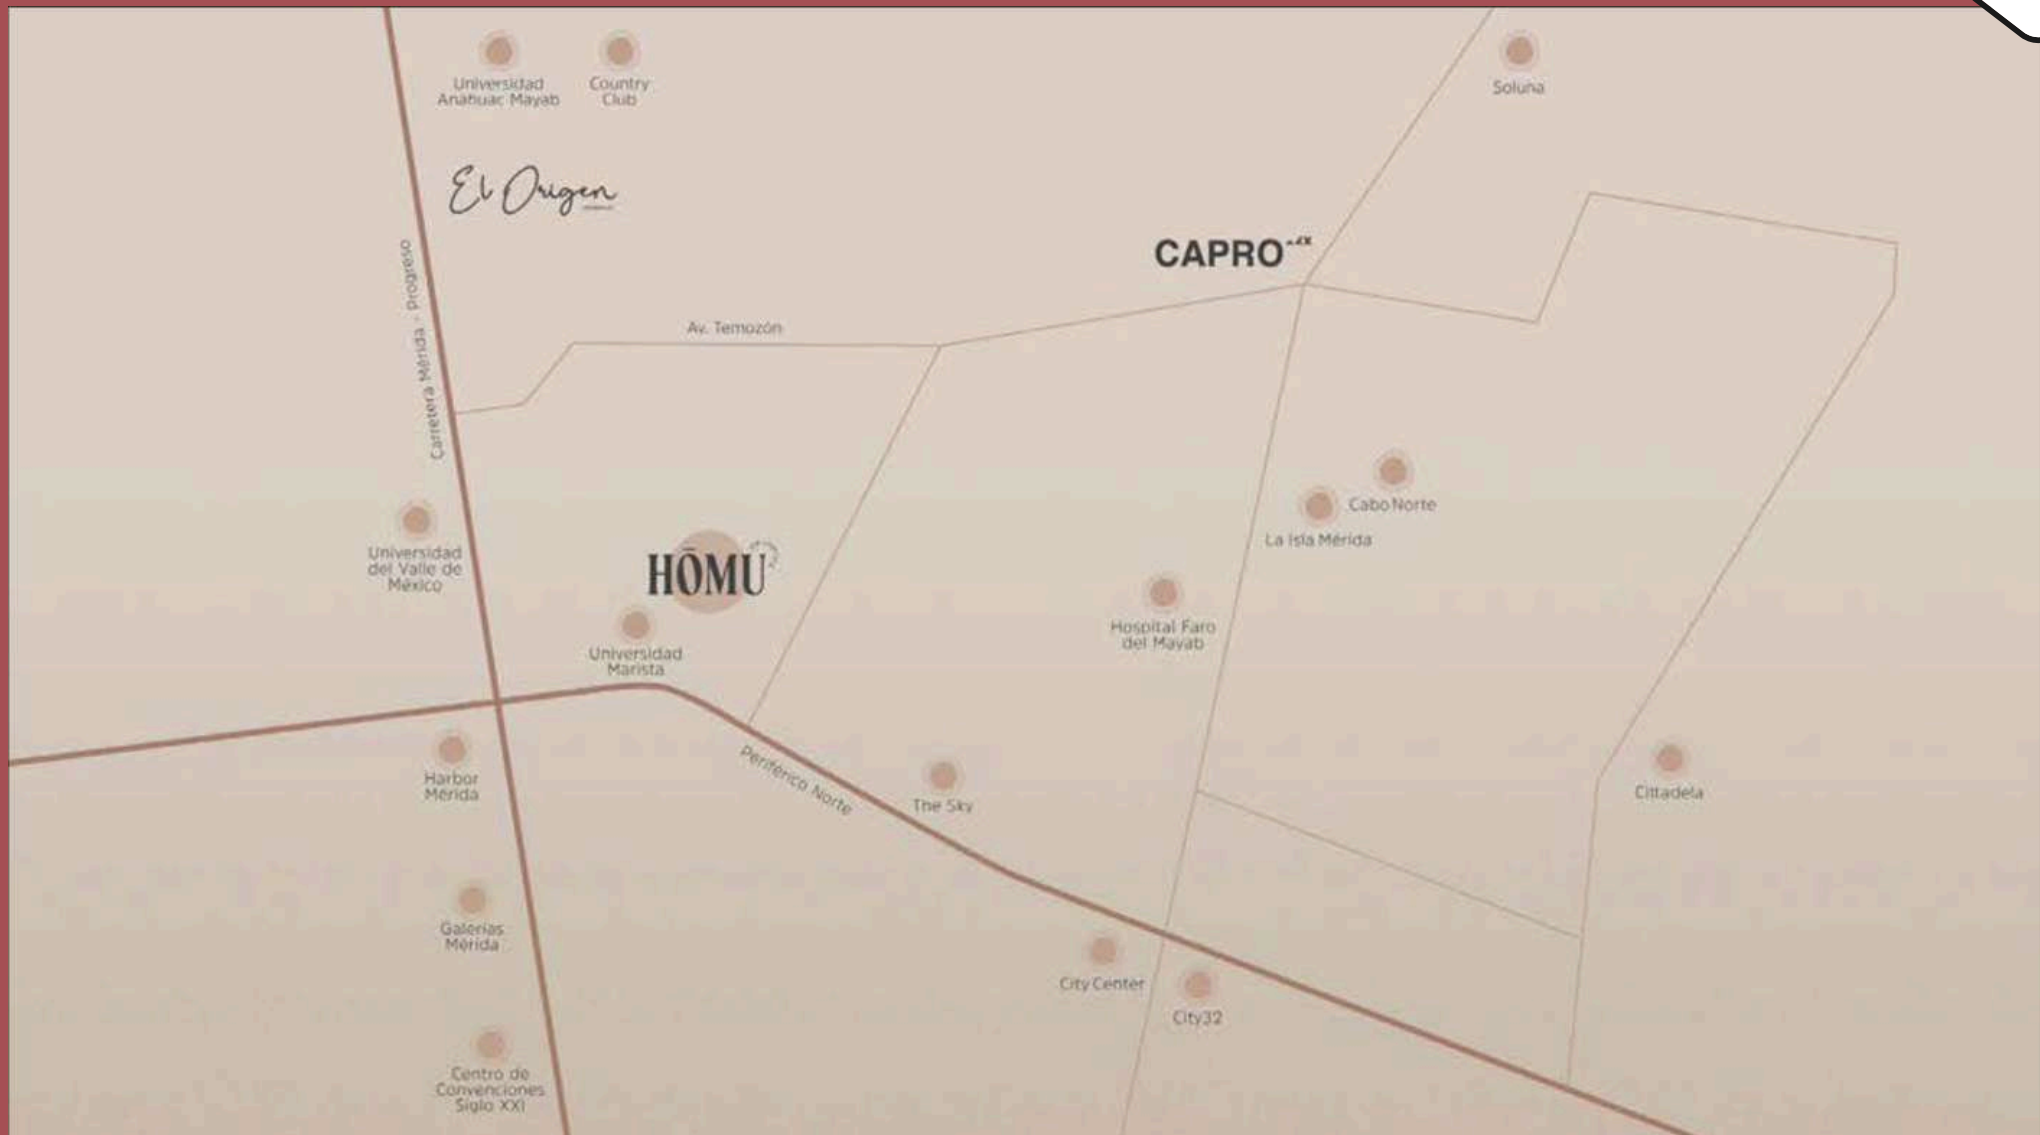 Universidad
Anáhuac Mayab
Country
Club
Soluna
El Origen
CAPRO
Carretera Mérida - Progreso
Av. Temozón
Cabo Norte
La Isla Mérida
Universidad
del Valle de
México
HŌMU
Hospital Faro
del Mayab
Universidad
Marista
Periférico Norte
Harbor
Mérida
The Sky
Cittadela
Galerías
Mérida
City Center
City32
Centro de
Convenciones
Siglo XXI